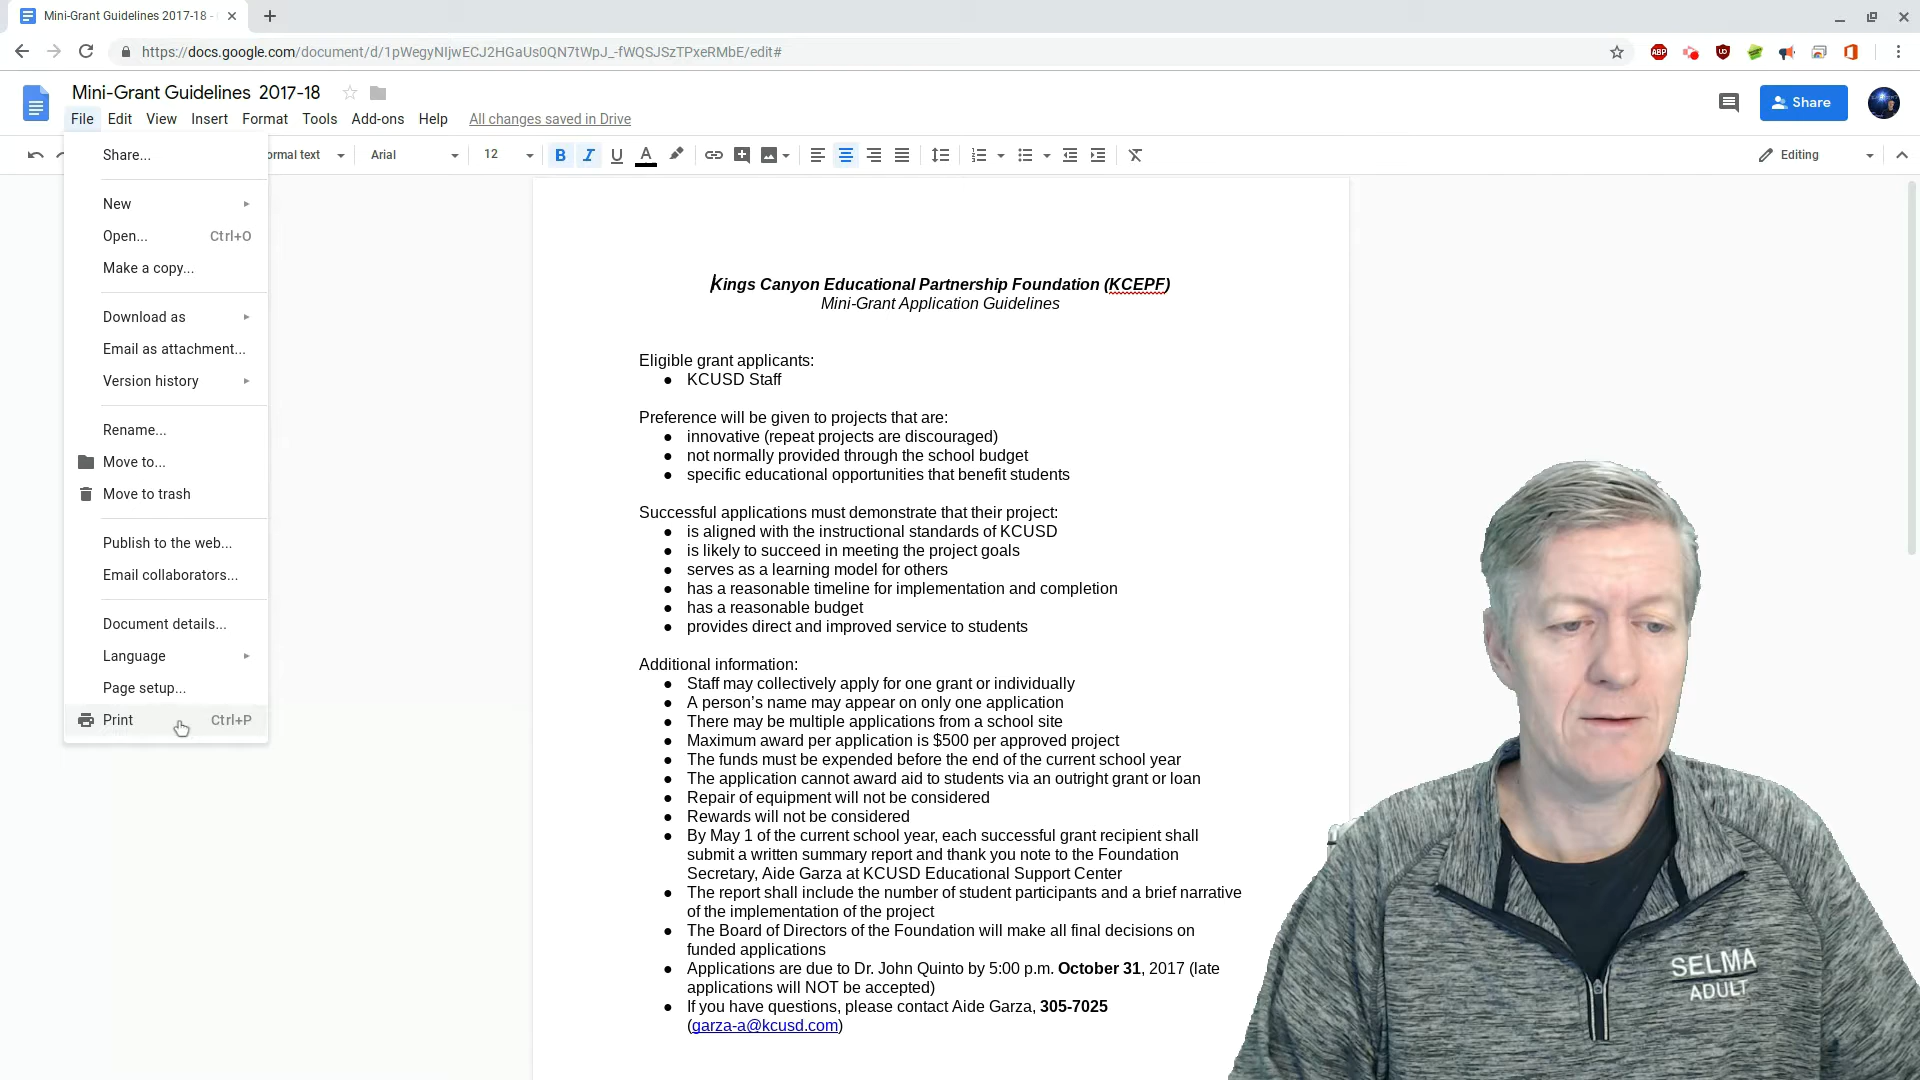 Mini-Grant Guidelines 2017-18 -
https://docs.google.com/document/d/1pWegyNIjwECJ2HGaUs0QN7tWpJ_-fWQSJSzTPxeRMbE/edit#
ABP
Mini-Grant Guidelines 2017-18
Share
File Edit View Insert Format Tools Add-ons Help All changes saved in Drive
ormal text Arial 12 B I U A Editing
Share...
New
Open... Ctrl+O
Make a copy...
Download as
Email as attachment...
Version history
Rename...
Move to...
Move to trash
Publish to the web...
Email collaborators...
Document details...
Language
Page setup...
Print Ctrl+P
Kings Canyon Educational Partnership Foundation (KCEPF)
Mini-Grant Application Guidelines
Eligible grant applicants:
● KCUSD Staff
Preference will be given to projects that are:
● innovative (repeat projects are discouraged)
● not normally provided through the school budget
● specific educational opportunities that benefit students
Successful applications must demonstrate that their project:
● is aligned with the instructional standards of KCUSD
● is likely to succeed in meeting the project goals
● serves as a learning model for others
● has a reasonable timeline for implementation and completion
● has a reasonable budget
● provides direct and improved service to students
Additional information:
● Staff may collectively apply for one grant or individually
● A person's name may appear on only one application
● There may be multiple applications from a school site
● Maximum award per application is $500 per approved project
● The funds must be expended before the end of the current school year
● The application cannot award aid to students via an outright grant or loan
● Repair of equipment will not be considered
● Rewards will not be considered
● By May 1 of the current school year, each successful grant recipient shall
submit a written summary report and thank you note to the Foundation
Secretary, Aide Garza at KCUSD Educational Support Center
● The report shall include the number of student participants and a brief narrative
of the implementation of the project
● The Board of Directors of the Foundation will make all final decisions on
funded applications
● Applications are due to Dr. John Quinto by 5:00 p.m. October 31, 2017 (late
applications will NOT be accepted)
● If you have questions, please contact Aide Garza, 305-7025
(garza-a@kcusd.com)
SELMA
ADULT